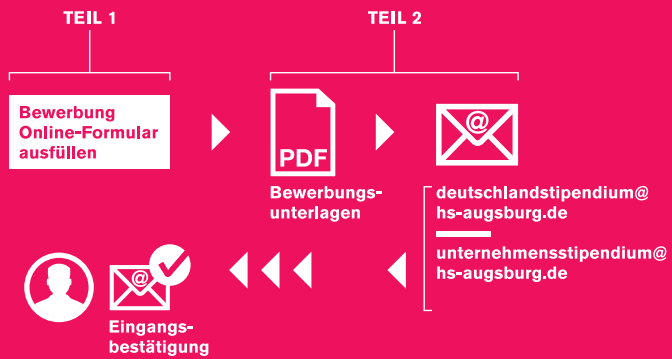 TEIL 1
TEIL 2
Bewerbung
Online-Formular
ausfüllen
PDF
Bewerbungs-
unterlagen
@
deutschlandstipendium@
hs-augsburg.de
unternehmensstipendium@
hs-augsburg.de
@
Eingangs-
bestätigung